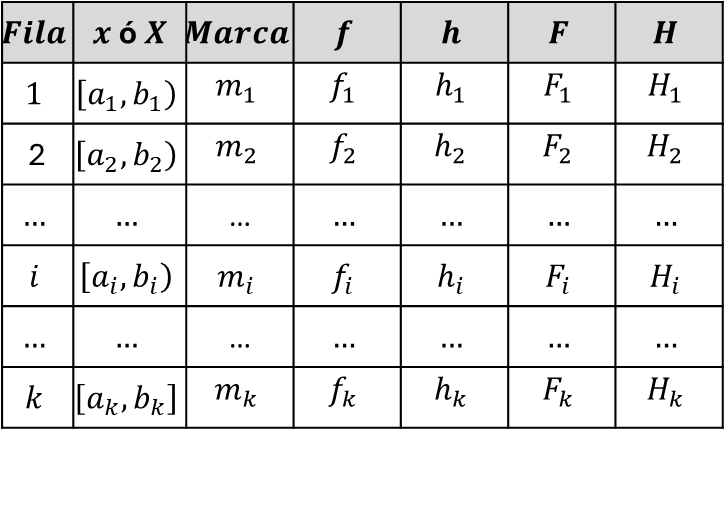 Fila x ó X Marca f h F H
1 [a₁, b₁) m₁ f₁ h₁ F₁ H₁
2 [a₂, b₂) m₂ f₂ h₂ F₂ H₂
... ... ... ... ... ... ...
i [aᵢ, bᵢ) mᵢ fᵢ hᵢ Fᵢ Hᵢ
... ... ... ... ... ... ...
k [aₖ, bₖ] mₖ fₖ hₖ Fₖ Hₖ